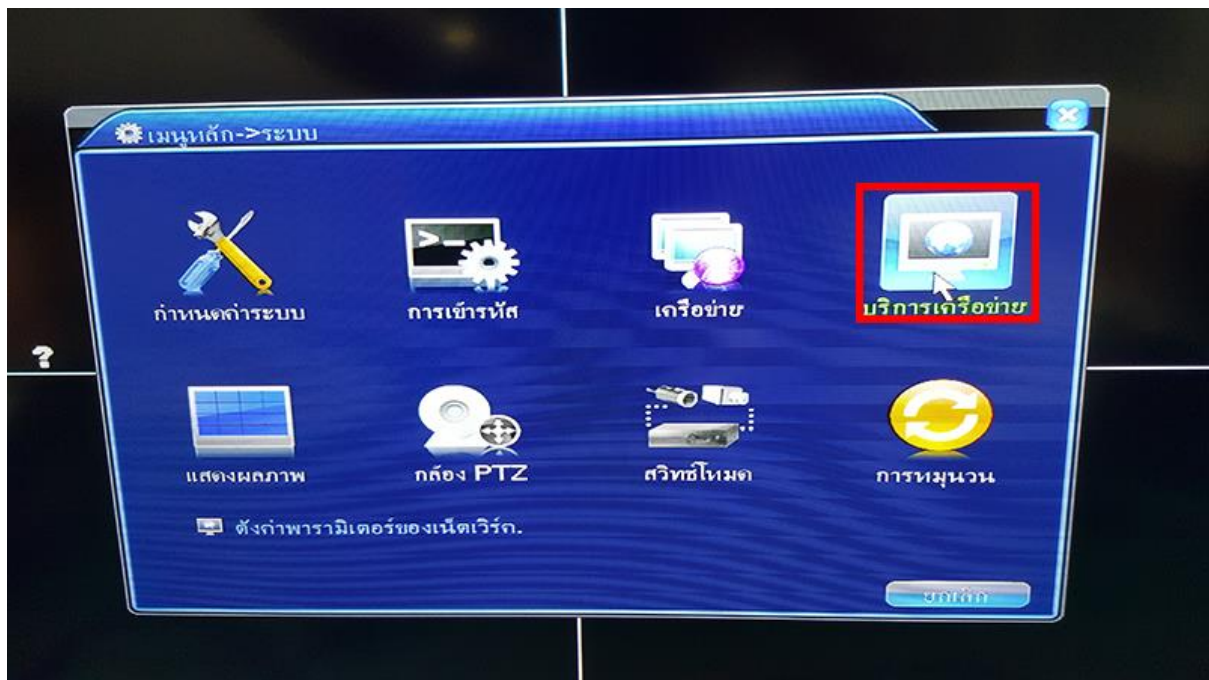 เมนูหลัก->ระบบ
กำหนดค่าระบบ
การเข้ารหัส
เครือข่าย
บริการเครือข่าย
แสดงผลภาพ
กล้อง PTZ
สวิทช์โหมด
การหมุนวน
ตั้งค่าพารามิเตอร์ของเน็ตเวิร์ค.
ยกเลิก
?